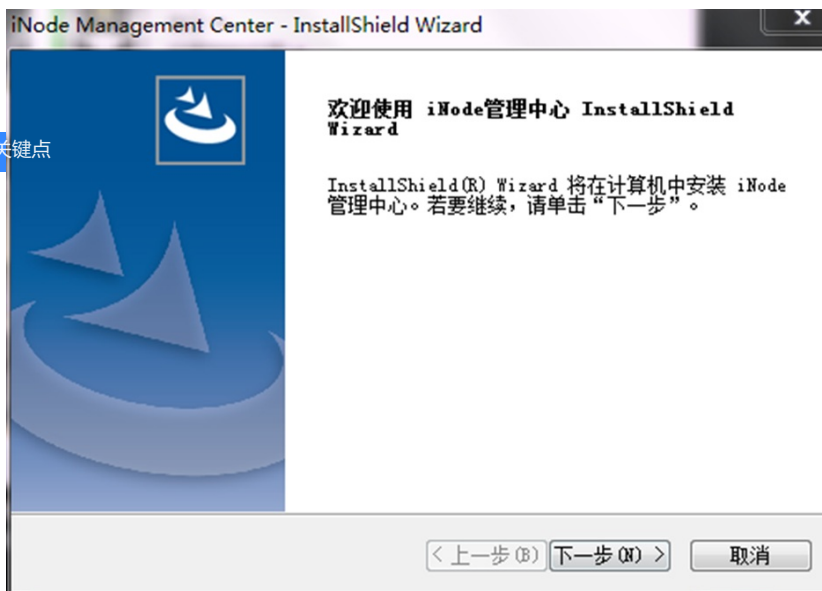 iNode Management Center - InstallShield Wizard
X
欢迎使用 iNode管理中心 InstallShield
Wizard
关键点
InstallShield(R) Wizard 将在计算机中安装 iNode
管理中心。若要继续，请单击“下一步”。
< 上一步(B)
下一步(N) >
取消